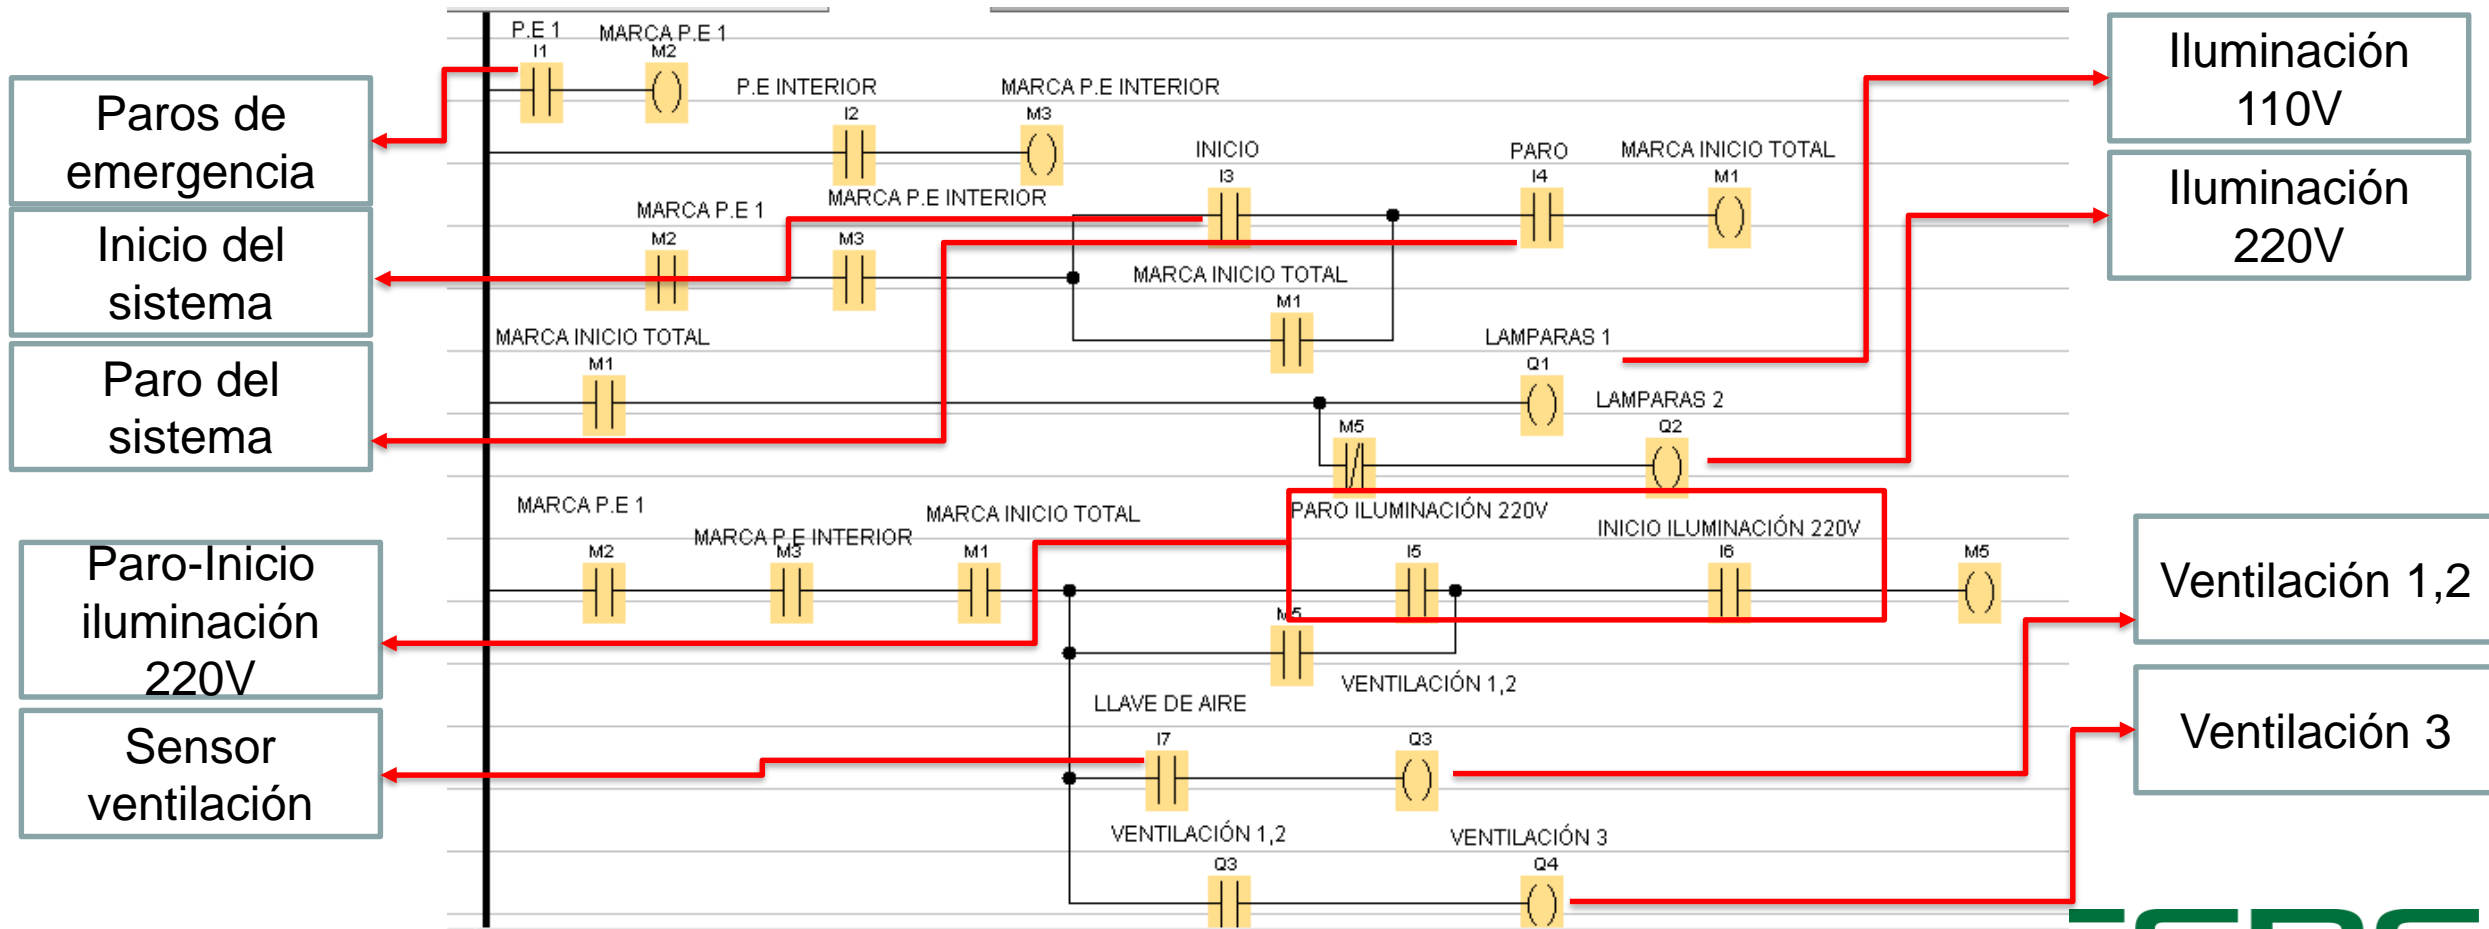 P.E 1
I1
MARCA P.E 1
M2
P.E INTERIOR
I2
MARCA P.E INTERIOR
M3
INICIO
I3
PARO
I4
MARCA INICIO TOTAL
M1
MARCA P.E 1
M2
MARCA P.E INTERIOR
M3
MARCA INICIO TOTAL
M1
MARCA INICIO TOTAL
M1
LAMPARAS 1
Q1
LAMPARAS 2
M5
Q2
MARCA P.E 1
M2
MARCA P.E INTERIOR
M3
MARCA INICIO TOTAL
M1
PARO ILUMINACIÓN 220V
I5
INICIO ILUMINACIÓN 220V
I6
M5
M5
VENTILACIÓN 1,2
LLAVE DE AIRE
I7
Q3
VENTILACIÓN 1,2
Q3
VENTILACIÓN 3
Q4
Paros de
emergencia
Inicio del
sistema
Paro del
sistema
Paro-Inicio
iluminación
220V
Sensor
ventilación
Iluminación
110V
Iluminación
220V
Ventilación 1,2
Ventilación 3